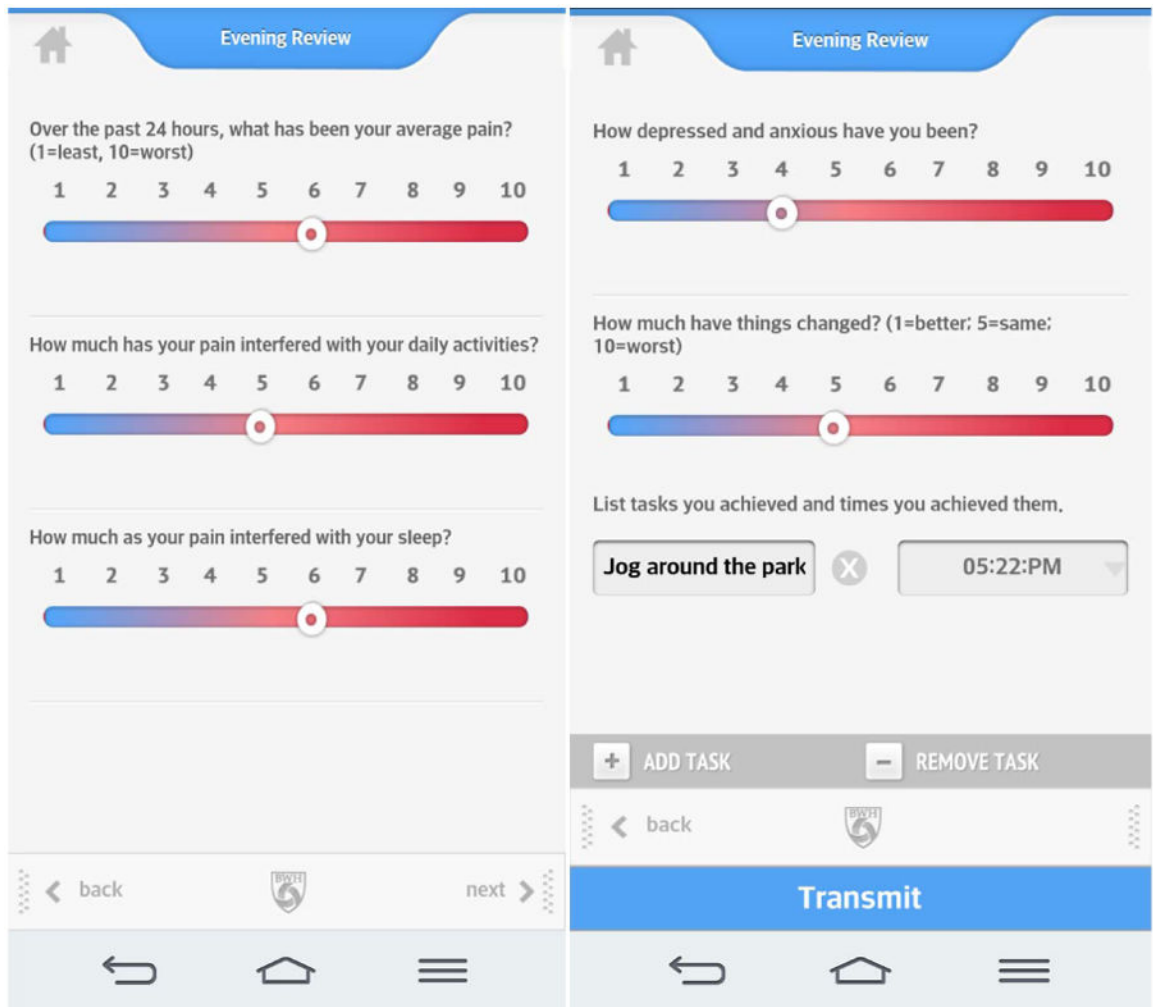 Evening Review
Over the past 24 hours, what has been your average pain?
(1=least, 10=worst)
1 2 3 4 5 6 7 8 9 10
How much has your pain interfered with your daily activities?
1 2 3 4 5 6 7 8 9 10
How much as your pain interfered with your sleep?
1 2 3 4 5 6 7 8 9 10
back
BWH
next
Evening Review
How depressed and anxious have you been?
1 2 3 4 5 6 7 8 9 10
How much have things changed? (1=better; 5=same;
10=worst)
1 2 3 4 5 6 7 8 9 10
List tasks you achieved and times you achieved them.
Jog around the park
05:22:PM
ADD TASK
REMOVE TASK
back
BWH
Transmit